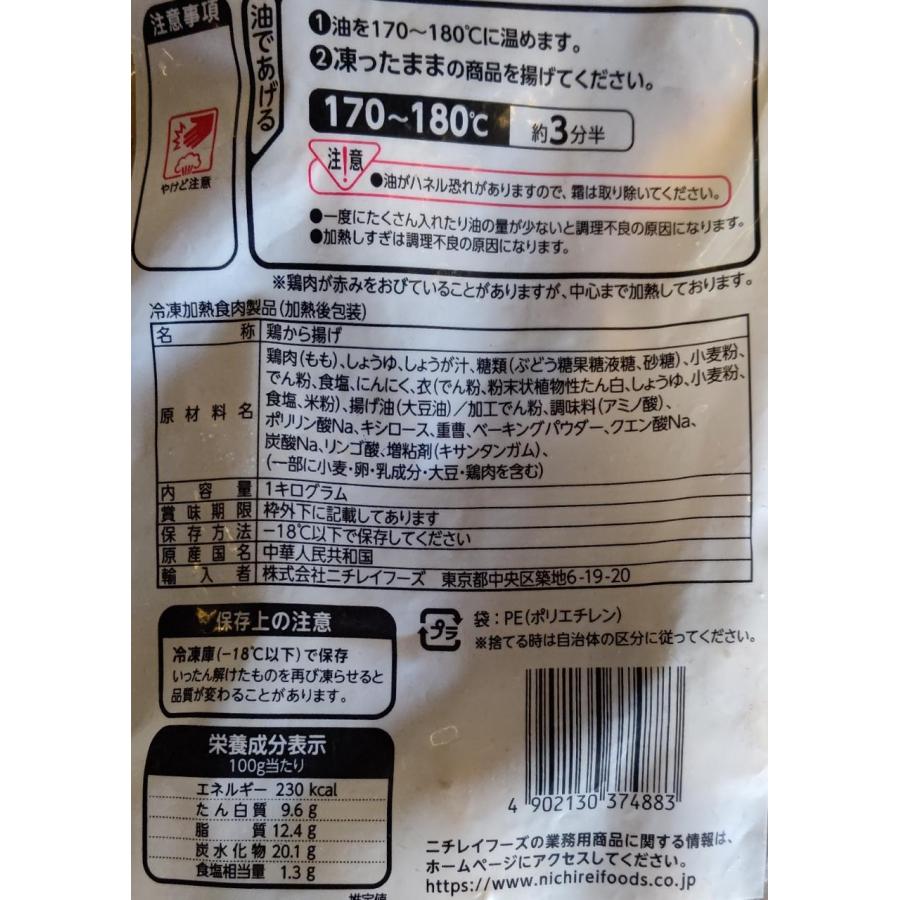 注意事項
やけど注意
油であげる
❶油を170〜180℃に温めます。
❷凍ったままの商品を揚げてください。
170〜180℃ 約3分半
注!意
●油がハネル恐れがありますので、霜は取り除いてください。
●一度にたくさん入れたり油の量が少ないと調理不良の原因になります。
●加熱しすぎは調理不良の原因になります。
※鶏肉が赤みをおびていることがありますが、中心まで加熱しております。
冷凍加熱食肉製品(加熱後包装)
名称 鶏から揚げ
原材料名 鶏肉(もも)、しょうゆ、しょうが汁、糖類(ぶどう糖果糖液糖、砂糖)、小麦粉、
でん粉、食塩、にんにく、衣(でん粉、粉末状植物性たん白、しょうゆ、小麦粉、
食塩、米粉)、揚げ油(大豆油)/加工でん粉、調味料(アミノ酸)、
ポリリン酸Na、キシロース、重曹、ベーキングパウダー、クエン酸Na、
炭酸Na、リンゴ酸、増粘剤(キサンタンガム)、
(一部に小麦・卵・乳成分・大豆・鶏肉を含む)
内容量 1キログラム
賞味期限 枠外下に記載してあります
保存方法 −18℃以下で保存してください
原産国名 中華人民共和国
輸入者 株式会社ニチレイフーズ 東京都中央区築地6-19-20
保存上の注意
冷凍庫(−18℃以下)で保存
いったん解けたものを再び凍らせると
品質が変わることがあります。
プラ
袋:PE(ポリエチレン)
※捨てる時は自治体の区分に従ってください。
栄養成分表示
100g当たり
エネルギー 230 kcal
たん白質 9.6 g
脂質 12.4 g
炭水化物 20.1 g
食塩相当量 1.3 g
推定値
4 902130 374883
ニチレイフーズの業務用商品に関する情報は、
ホームページにアクセスしてください。
https://www.nichireifoods.co.jp